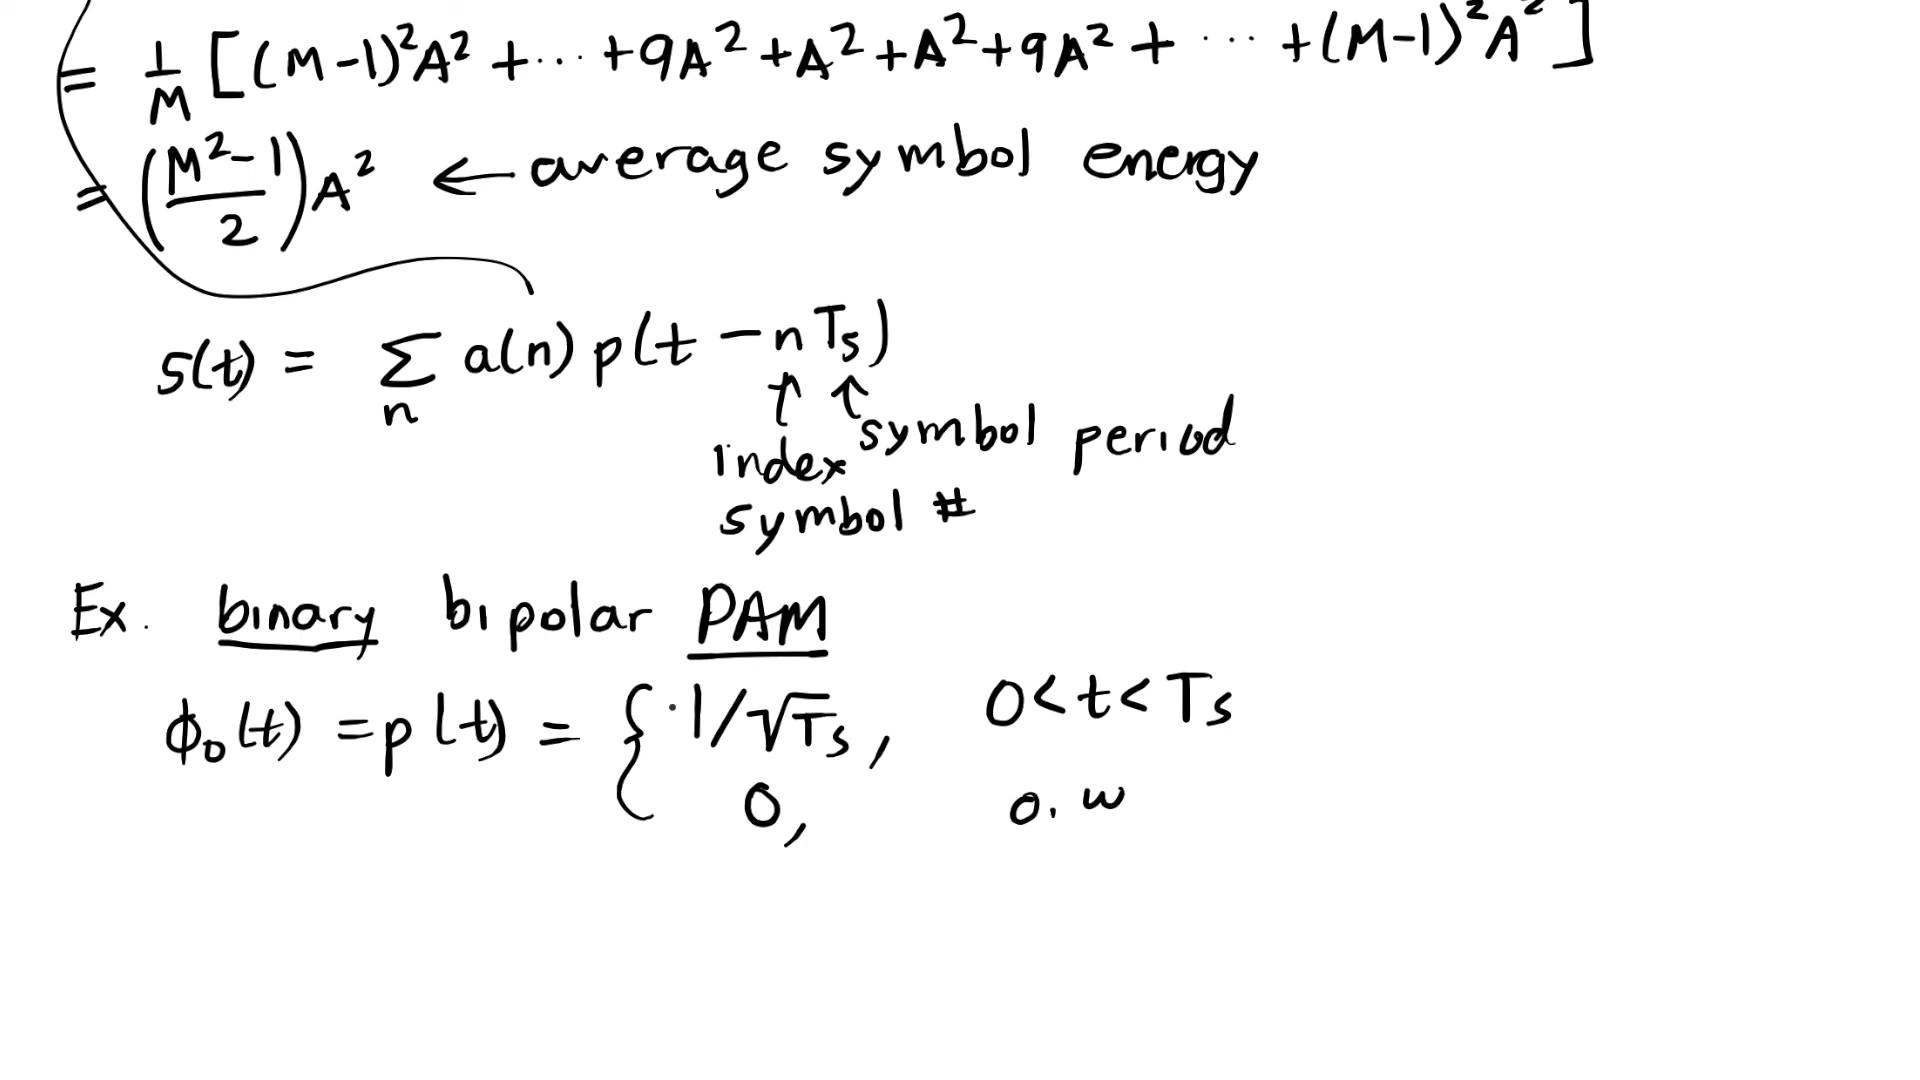 = 1/M [(M-1)²A² + ... + 9A² + A² + A² + 9A² + ... + (M-1)²A²]
= ((M²-1)/2) A² ← average symbol energy
s(t) = Σ_n a(n) p(t - nTs)
↑ ↑
symbol period
index
symbol #
Ex. binary bipolar PAM
ϕ₀(t) = p(t) = { 1/√Ts, 0<t<Ts
0, o.w